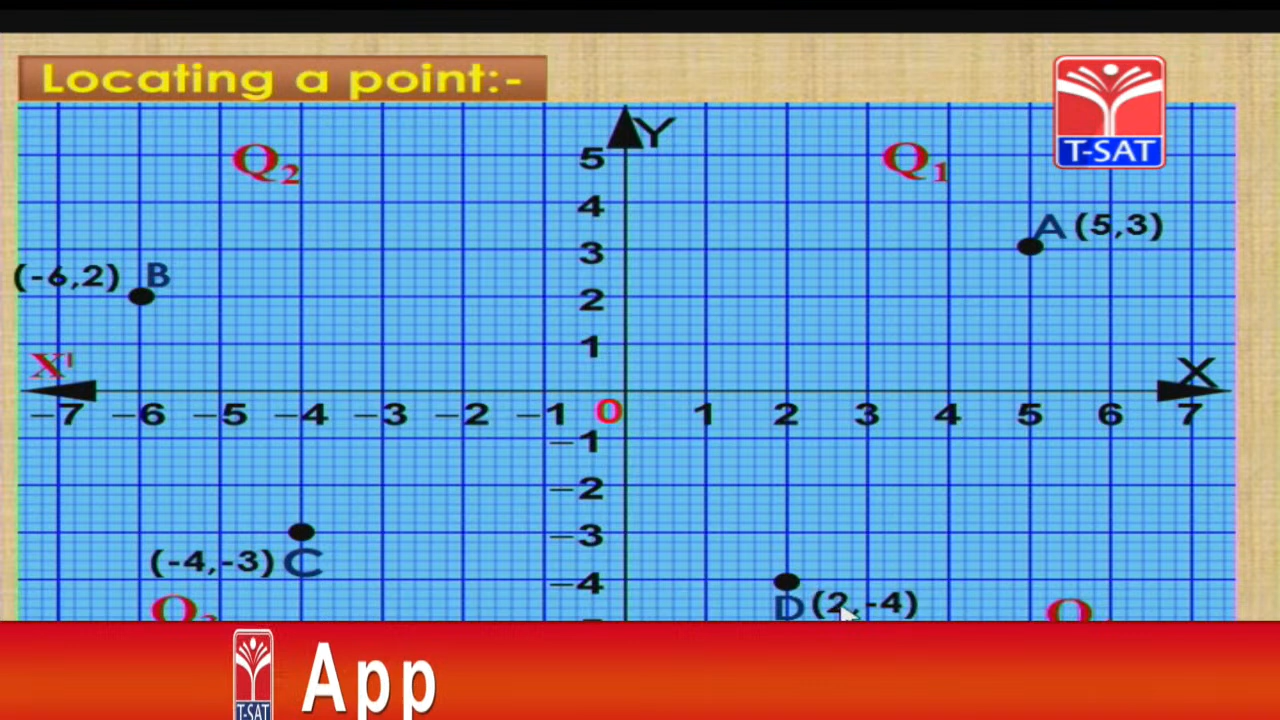 Locating a point:-
T-SAT
Y
Q2
Q1
5
4
3
2
1
A (5,3)
(-6,2) B
X'
X
-7 -6 -5 -4 -3 -2 -1 0 1 2 3 4 5 6 7
-1
-2
-3
-4
(-4,-3) C
D (2,-4)
Q
Q
T-SAT App